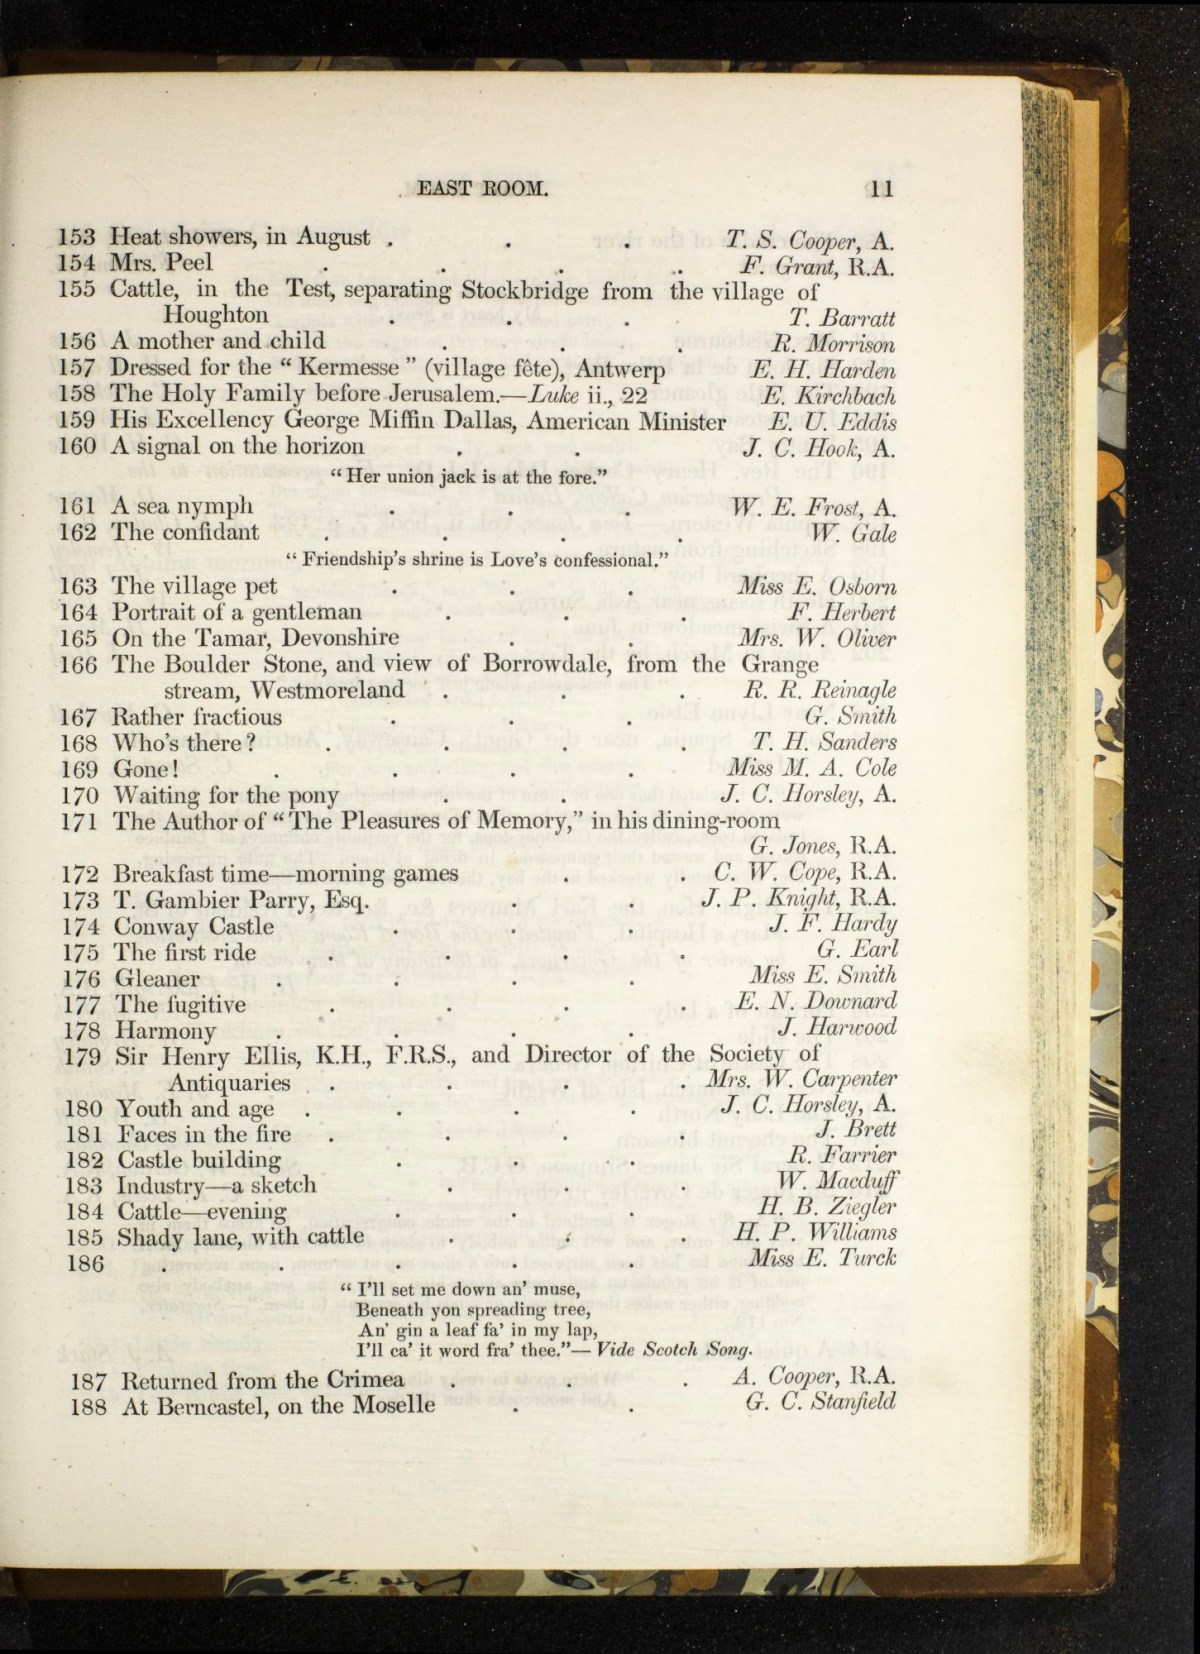 EAST ROOM. 11
153 Heat showers, in August . . . T. S. Cooper, A.
154 Mrs. Peel . . . . F. Grant, R.A.
155 Cattle, in the Test, separating Stockbridge from the village of
Houghton . . . T. Barratt
156 A mother and child . . . R. Morrison
157 Dressed for the “ Kermesse ” (village fête), Antwerp E. H. Harden
158 The Holy Family before Jerusalem.—Luke ii., 22 E. Kirchbach
159 His Excellency George Miffin Dallas, American Minister E. U. Eddis
160 A signal on the horizon . . J. C. Hook, A.
“ Her union jack is at the fore.”
161 A sea nymph . . . W. E. Frost, A.
162 The confidant . . . . W. Gale
“ Friendship’s shrine is Love’s confessional.”
163 The village pet . . . Miss E. Osborn
164 Portrait of a gentleman . . . F. Herbert
165 On the Tamar, Devonshire . . Mrs. W. Oliver
166 The Boulder Stone, and view of Borrowdale, from the Grange
stream, Westmoreland . . . R. R. Reinagle
167 Rather fractious . . . G. Smith
168 Who’s there ? . . . . T. H. Sanders
169 Gone ! . . . . Miss M. A. Cole
170 Waiting for the pony . . J. C. Horsley, A.
171 The Author of “ The Pleasures of Memory,” in his dining-room
G. Jones, R.A.
172 Breakfast time—morning games . . C. W. Cope, R.A.
173 T. Gambier Parry, Esq. . . J. P. Knight, R.A.
174 Conway Castle . . . J. F. Hardy
175 The first ride . . . . G. Earl
176 Gleaner . . . . Miss E. Smith
177 The fugitive . . . . E. N. Downard
178 Harmony . . . . J. Harwood
179 Sir Henry Ellis, K.H., F.R.S., and Director of the Society of
Antiquaries . . . . Mrs. W. Carpenter
180 Youth and age . . . . J. C. Horsley, A.
181 Faces in the fire . . . . J. Brett
182 Castle building . . . R. Farrier
183 Industry—a sketch . . . W. Macduff
184 Cattle—evening . . . H. B. Ziegler
185 Shady lane, with cattle . . . H. P. Williams
186 . . . . . Miss E. Turck
“ I’ll set me down an’ muse,
Beneath yon spreading tree,
An’ gin a leaf fa’ in my lap,
I’ll ca’ it word fra’ thee.”— Vide Scotch Song.
187 Returned from the Crimea . . . A. Cooper, R.A.
188 At Berncastel, on the Moselle . . G. C. Stanfield